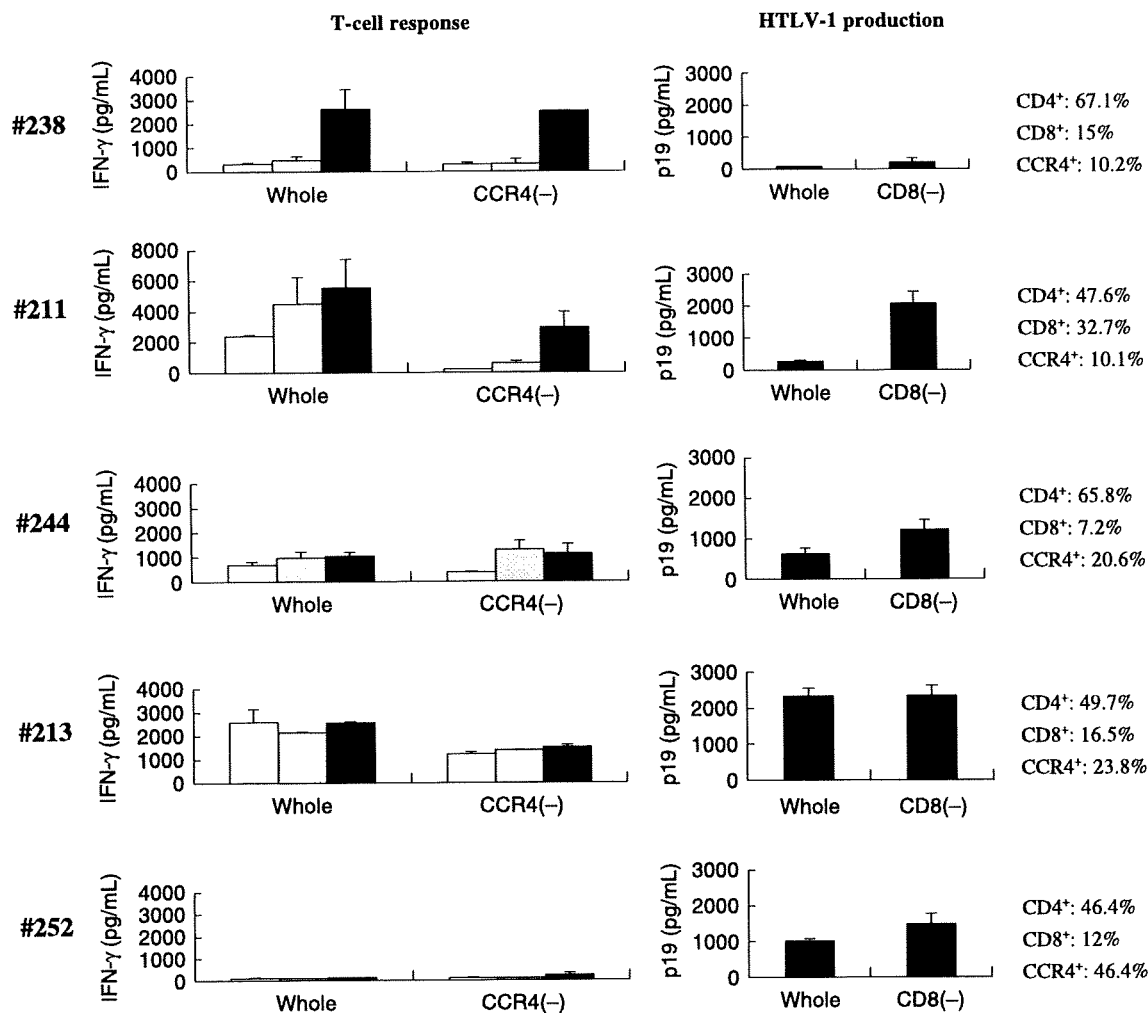 T-cell response
HTLV-1 production
#238
IFN-γ (pg/mL)
4000
3000
2000
1000
0
Whole
CCR4(–)
p19 (pg/mL)
3000
2000
1000
0
Whole
CD8(–)
CD4⁺: 67.1%
CD8⁺: 15%
CCR4⁺: 10.2%
#211
IFN-γ (pg/mL)
8000
6000
4000
2000
0
Whole
CCR4(–)
p19 (pg/mL)
3000
2000
1000
0
Whole
CD8(–)
CD4⁺: 47.6%
CD8⁺: 32.7%
CCR4⁺: 10.1%
#244
IFN-γ (pg/mL)
4000
3000
2000
1000
0
Whole
CCR4(–)
p19 (pg/mL)
3000
2000
1000
0
Whole
CD8(–)
CD4⁺: 65.8%
CD8⁺: 7.2%
CCR4⁺: 20.6%
#213
IFN-γ (pg/mL)
4000
3000
2000
1000
0
Whole
CCR4(–)
p19 (pg/mL)
3000
2000
1000
0
Whole
CD8(–)
CD4⁺: 49.7%
CD8⁺: 16.5%
CCR4⁺: 23.8%
#252
IFN-γ (pg/mL)
4000
3000
2000
1000
0
Whole
CCR4(–)
p19 (pg/mL)
3000
2000
1000
0
Whole
CD8(–)
CD4⁺: 46.4%
CD8⁺: 12%
CCR4⁺: 46.4%